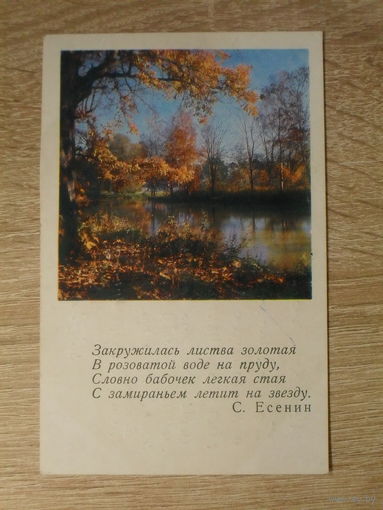 Закружилась листва золотая
В розоватой воде на пруду,
Словно бабочек легкая стая
С замираньем летит на звезду.
С. Есенин